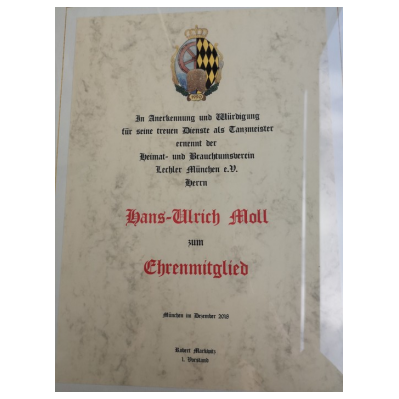 In Anerkennung und Würdigung
für seine treuen Dienste als Tanzmeister
ernennt der
Heimat- und Brauchtumsverein
Lechler München e.V.
Herrn
Hans-Ulrich Moll
zum
Ehrenmitglied
München im Dezember 2018
Robert
1. Vorstand